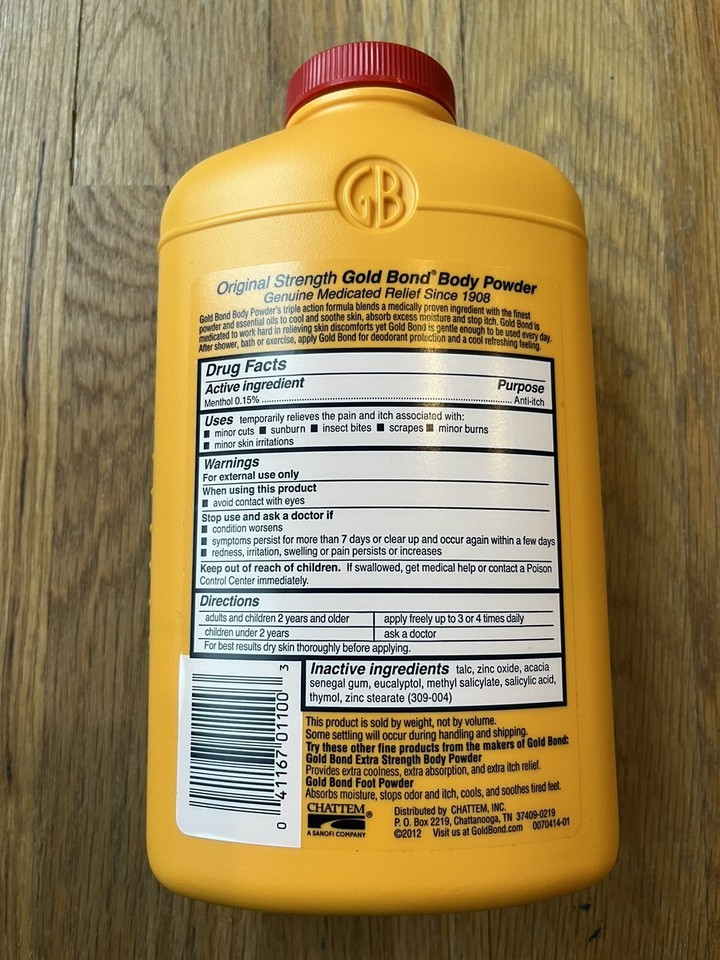 GB
Original Strength Gold Bond® Body Powder
Genuine Medicated Relief Since 1908
Gold Bond Body Powder's triple action formula blends a medically proven ingredient with the finest
powder and essential oils to cool and soothe skin, absorb excess moisture and stop itch. Gold Bond is
medicated to work hard in relieving skin discomforts yet Gold Bond is gentle enough to be used every day.
After shower, bath or exercise, apply Gold Bond for deodorant protection and a cool refreshing feeling.
Drug Facts
Active ingredient Purpose
Menthol 0.15% ........ Anti-itch
Uses temporarily relieves the pain and itch associated with:
■ minor cuts ■ sunburn ■ insect bites ■ scrapes ■ minor burns
■ minor skin irritations
Warnings
For external use only
When using this product
■ avoid contact with eyes
Stop use and ask a doctor if
■ condition worsens
■ symptoms persist for more than 7 days or clear up and occur again within a few days
■ redness, irritation, swelling or pain persists or increases
Keep out of reach of children. If swallowed, get medical help or contact a Poison
Control Center immediately.
Directions
adults and children 2 years and older apply freely up to 3 or 4 times daily
children under 2 years ask a doctor
For best results dry skin thoroughly before applying.
Inactive ingredients talc, zinc oxide, acacia
senegal gum, eucalyptol, methyl salicylate, salicylic acid,
thymol, zinc stearate (309-004)
0 41167 01100 3
This product is sold by weight, not by volume.
Some settling will occur during handling and shipping.
Try these other fine products from the makers of Gold Bond:
Gold Bond Extra Strength Body Powder
Provides extra coolness, extra absorption, and extra itch relief.
Gold Bond Foot Powder
Absorbs moisture, stops odor and itch, cools, and soothes tired feet.
CHATTEM®
A SANOFI COMPANY
Distributed by CHATTEM, INC.
P. O. Box 2219, Chattanooga, TN 37409-0219
©2012 Visit us at GoldBond.com 0070414-01